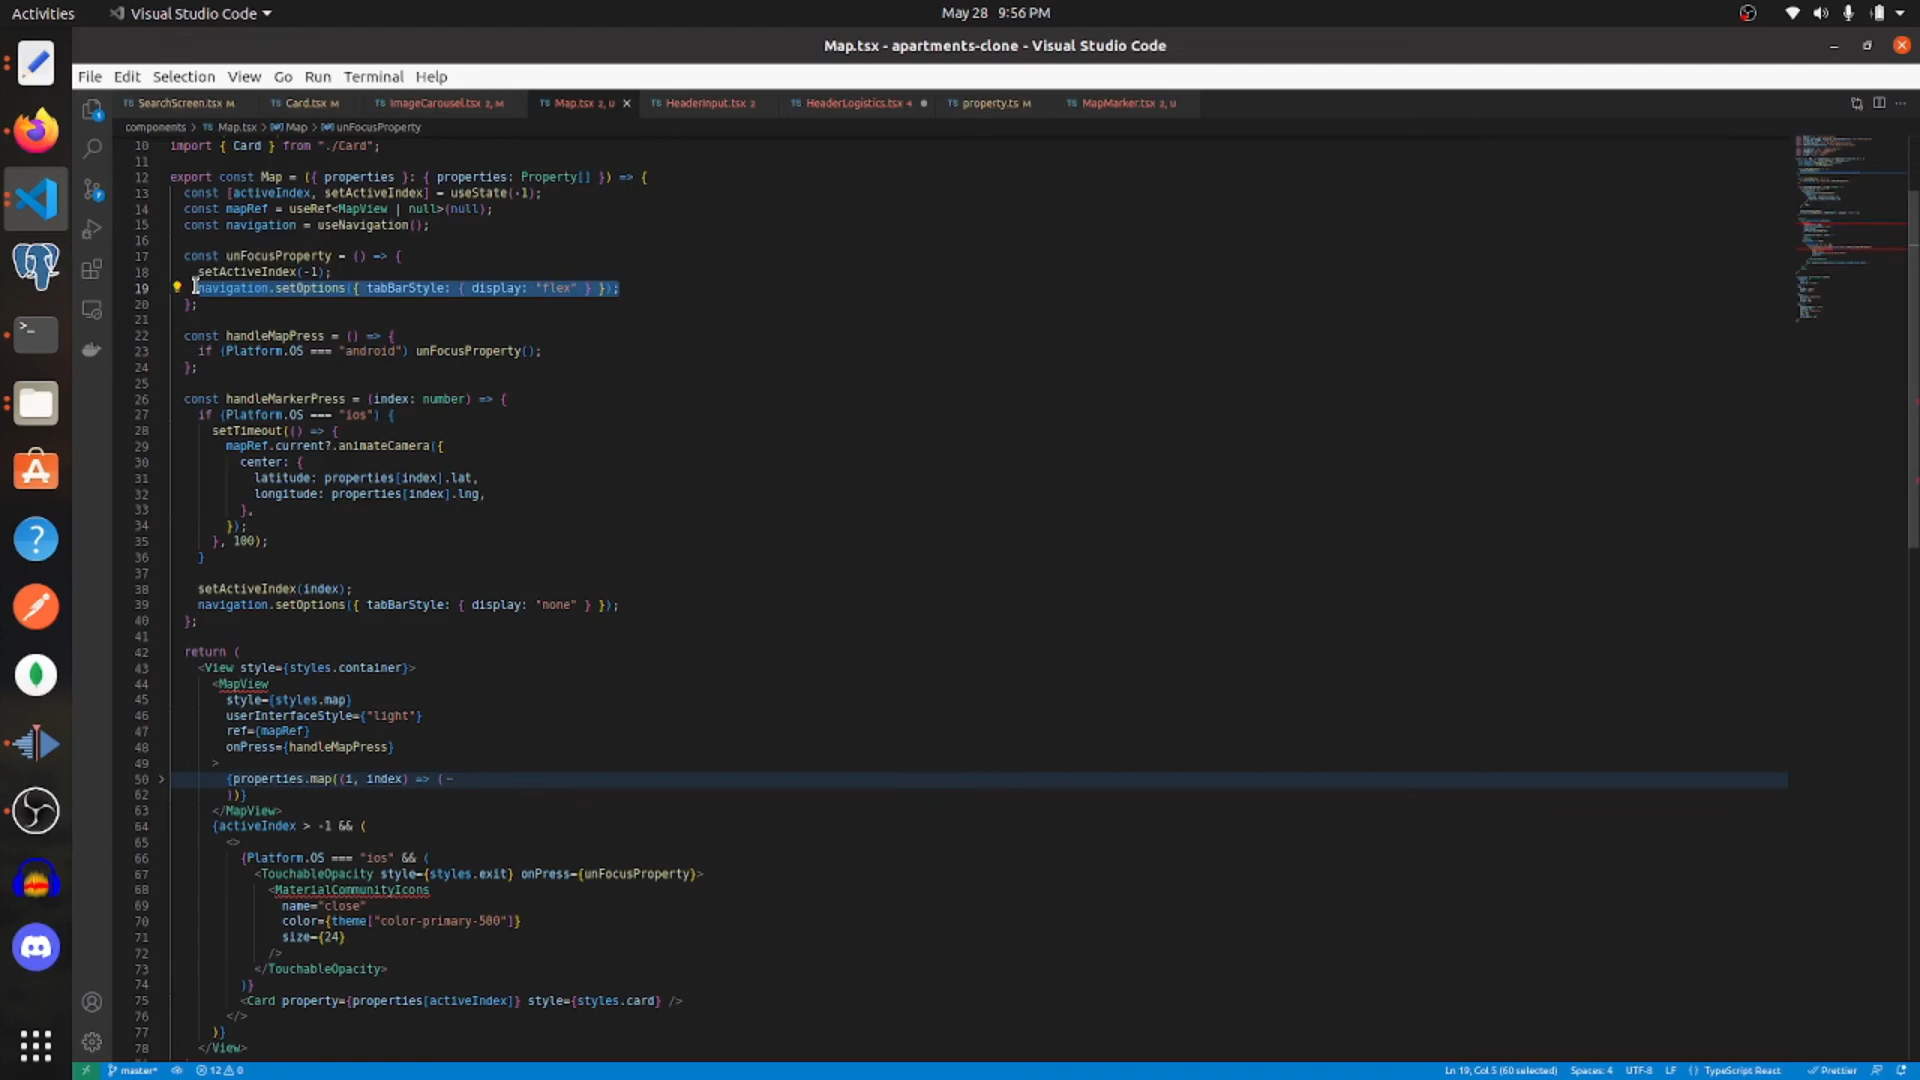 Activities
Visual Studio Code
May 28 9:56 PM
Map.tsx - apartments-clone - Visual Studio Code
File Edit Selection View Go Run Terminal Help
TS SearchScreen.tsx M
TS Card.tsx M
TS ImageCarousel.tsx 2, M
TS Map.tsx 2, U
TS HeaderInput.tsx 2
TS HeaderLogistics.tsx 4
TS property.ts M
TS MapMarker.tsx 2, U
components > TS Map.tsx > Map > unFocusProperty
10 import { Card } from "./Card";
11
12 export const Map = ({ properties }: { properties: Property[] }) => {
13 const [activeIndex, setActiveIndex] = useState(-1);
14 const mapRef = useRef<MapView | null>(null);
15 const navigation = useNavigation();
16
17 const unFocusProperty = () => {
18 setActiveIndex(-1);
19 navigation.setOptions({ tabBarStyle: { display: "flex" } });
20 };
21
22 const handleMapPress = () => {
23 if (Platform.OS === "android") unFocusProperty();
24 };
25
26 const handleMarkerPress = (index: number) => {
27 if (Platform.OS === "ios") {
28 setTimeout(() => {
29 mapRef.current?.animateCamera({
30 center: {
31 latitude: properties[index].lat,
32 longitude: properties[index].lng,
33 },
34 });
35 }, 100);
36 }
37
38 setActiveIndex(index);
39 navigation.setOptions({ tabBarStyle: { display: "none" } });
40 };
41
42 return (
43 <View style={styles.container}>
44 <MapView
45 style={styles.map}
46 userInterfaceStyle={"light"}
47 ref={mapRef}
48 onPress={handleMapPress}
49 >
50 {properties.map((i, index) => (
62 ))}
63 </MapView>
64 {activeIndex > -1 && (
65 <>
66 {Platform.OS === "ios" && (
67 <TouchableOpacity style={styles.exit} onPress={unFocusProperty}>
68 <MaterialCommunityIcons
69 name="close"
70 color={theme["color-primary-500"]}
71 size={24}
72 />
73 </TouchableOpacity>
74 )}
75 <Card property={properties[activeIndex]} style={styles.card} />
76 </>
77 )}
78 </View>
master* 12 0
Ln 19, Col 5 (60 selected) Spaces: 4 UTF-8 LF {} TypeScript React Prettier